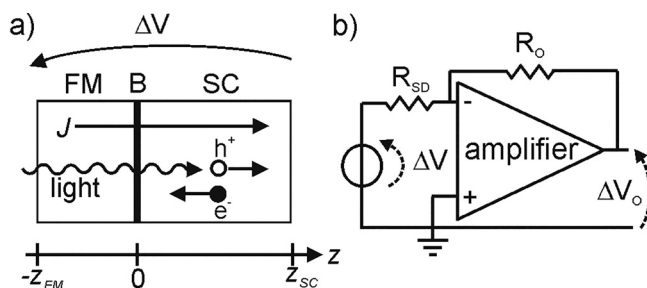 a)
ΔV
FM B SC
J
light
h+
e-
-zFM 0 zSC z
b)
RO
RSD
-
ΔV
amplifier
+
ΔVO